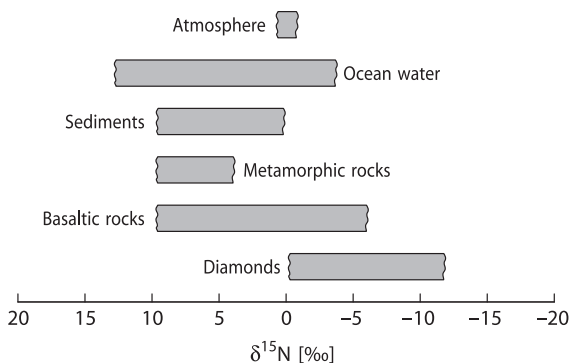 Atmosphere
Ocean water
Sediments
Metamorphic rocks
Basaltic rocks
Diamonds
20 15 10 5 0 –5 –10 –15 –20
δ¹⁵N [‰]